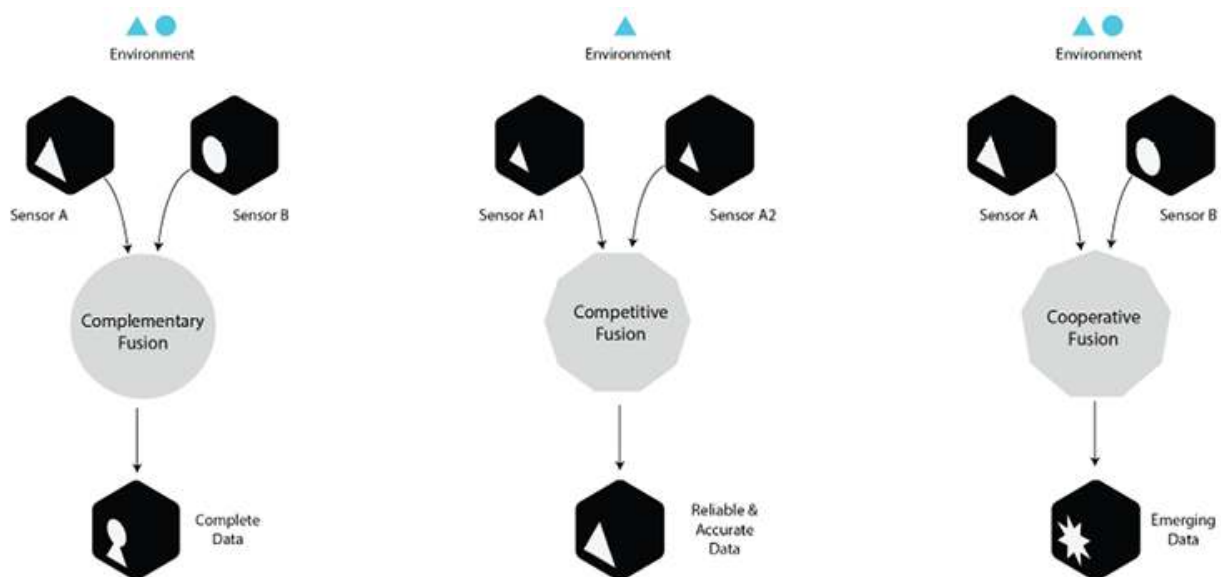 Environment
Sensor A
Sensor B
Complementary
Fusion
Complete
Data
Environment
Sensor A1
Sensor A2
Competitive
Fusion
Reliable &
Accurate
Data
Environment
Sensor A
Sensor B
Cooperative
Fusion
Emerging
Data